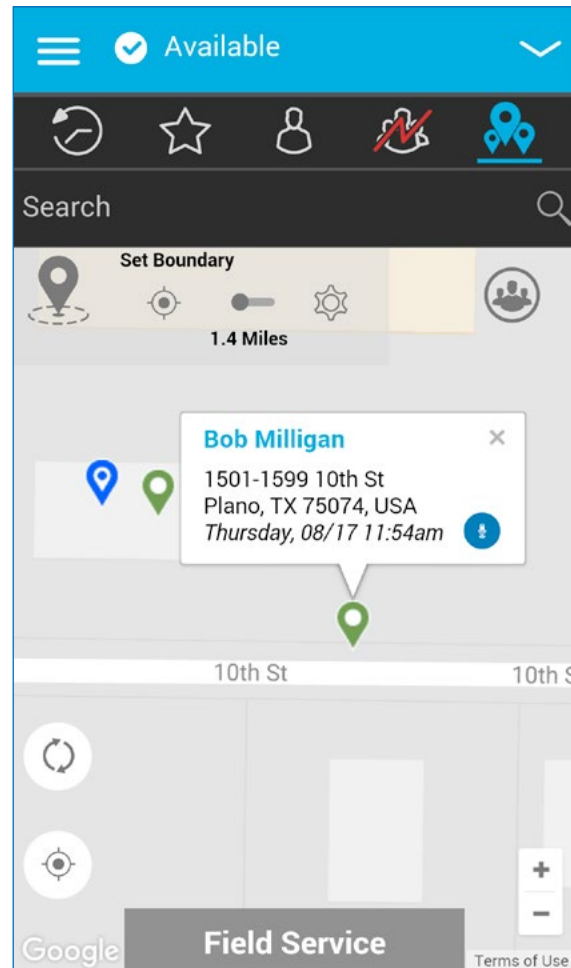 Available
Search
Set Boundary
1.4 Miles
Bob Milligan
1501-1599 10th St
Plano, TX 75074, USA
Thursday, 08/17 11:54am
10th St
10th S
Field Service
Google
Terms of Use